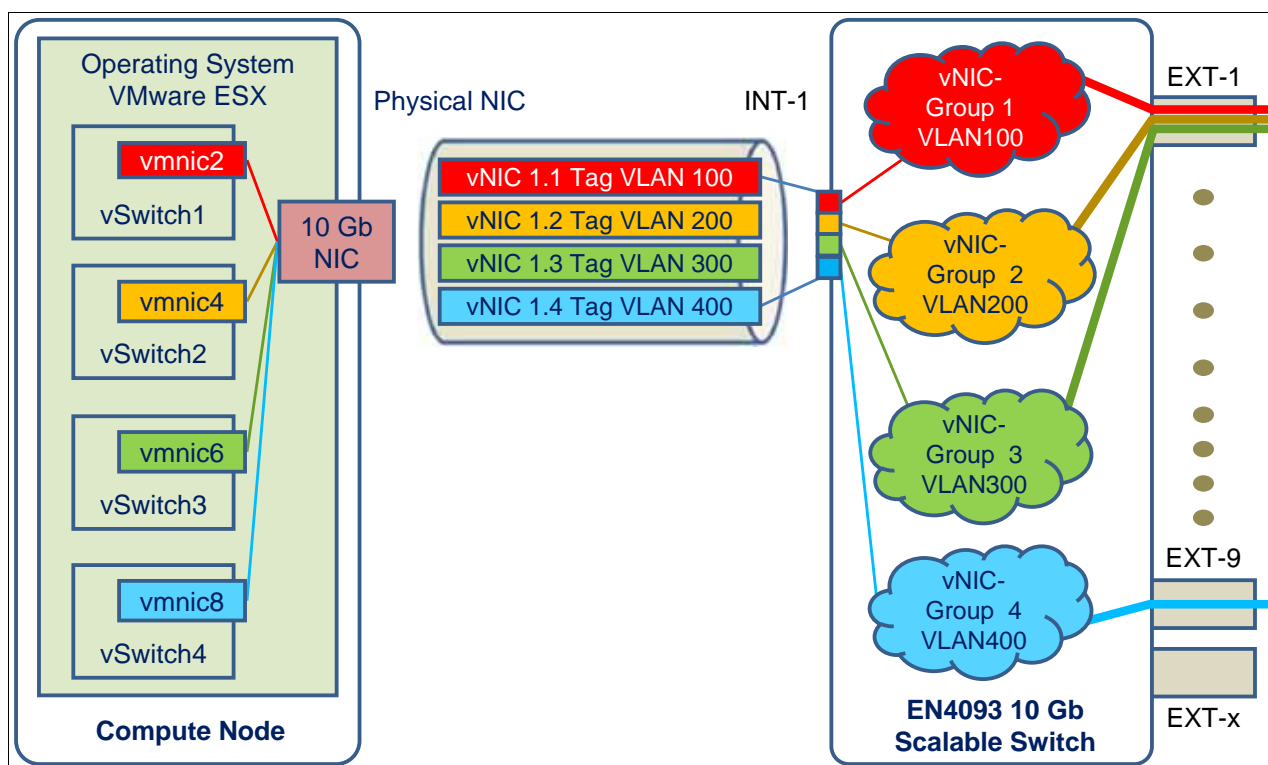 Operating System
VMware ESX
vmnic2
vSwitch1
vmnic4
vSwitch2
vmnic6
vSwitch3
vmnic8
vSwitch4
Compute Node
10 Gb
NIC
Physical NIC
INT-1
vNIC 1.1 Tag VLAN 100
vNIC 1.2 Tag VLAN 200
vNIC 1.3 Tag VLAN 300
vNIC 1.4 Tag VLAN 400
vNIC-
Group 1
VLAN100
vNIC-
Group 2
VLAN200
vNIC-
Group 3
VLAN300
vNIC-
Group 4
VLAN400
EN4093 10 Gb
Scalable Switch
EXT-1
EXT-9
EXT-x